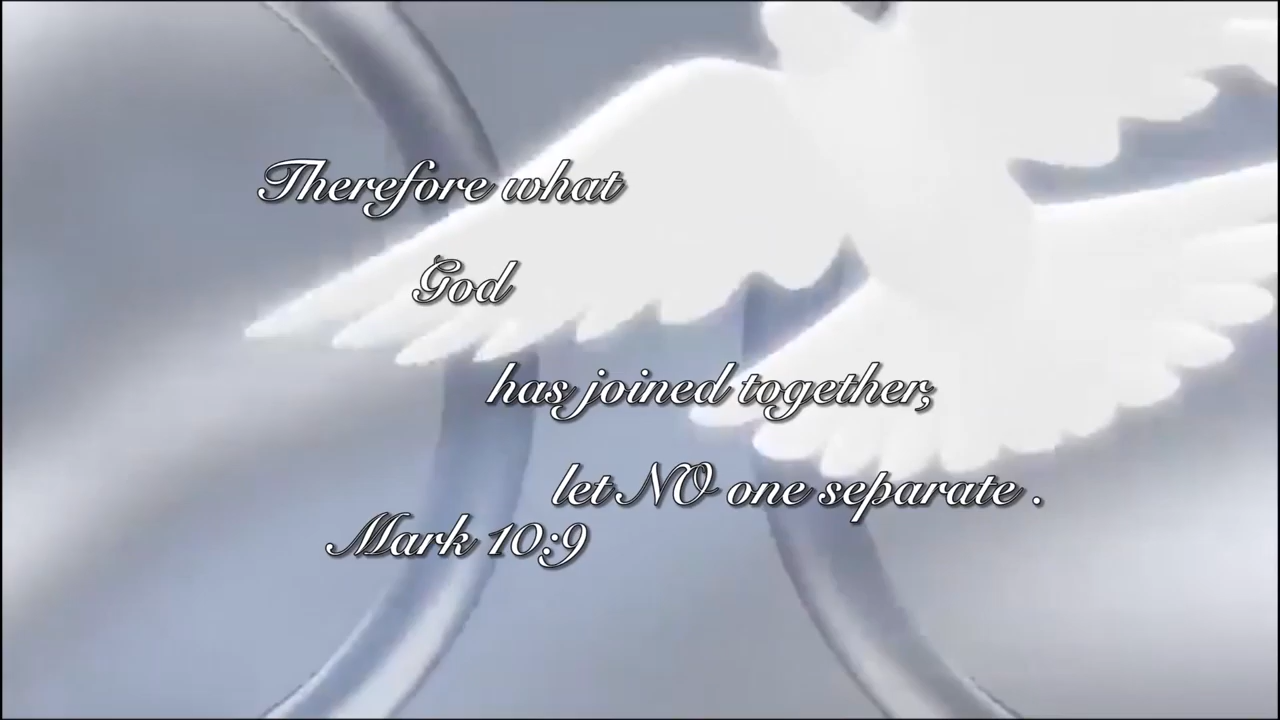 Therefore what
God
has joined together,
let NO one separate .
Mark 10:9